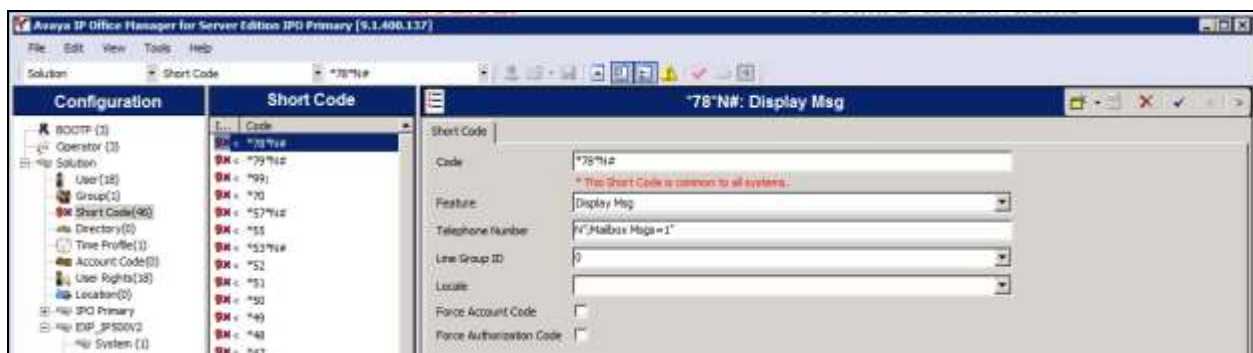 Avaya IP Office Manager for Server Edition IPO Primary [9.1.400.137]
File Edit View Tools Help
Solution Short Code *78*N#
Configuration
BOOTP (3)
Operator (3)
Solution
User(18)
Group(1)
Short Code(46)
Directory(0)
Time Profile(1)
Account Code(0)
User Rights(18)
Location(0)
IPO Primary
EXP_IP500V2
System (1)
Short Code
Code
*78*N#
*79*N#
*99;
*70
*57*N#
*55
*53*N#
*52
*51
*50
*49
*48
*47
*78*N#: Display Msg
Short Code
Code *78*N#
* This Short Code is common to all systems.
Feature Display Msg
Telephone Number N";Mailbox Msgs=1"
Line Group ID 0
Locale
Force Account Code
Force Authorization Code